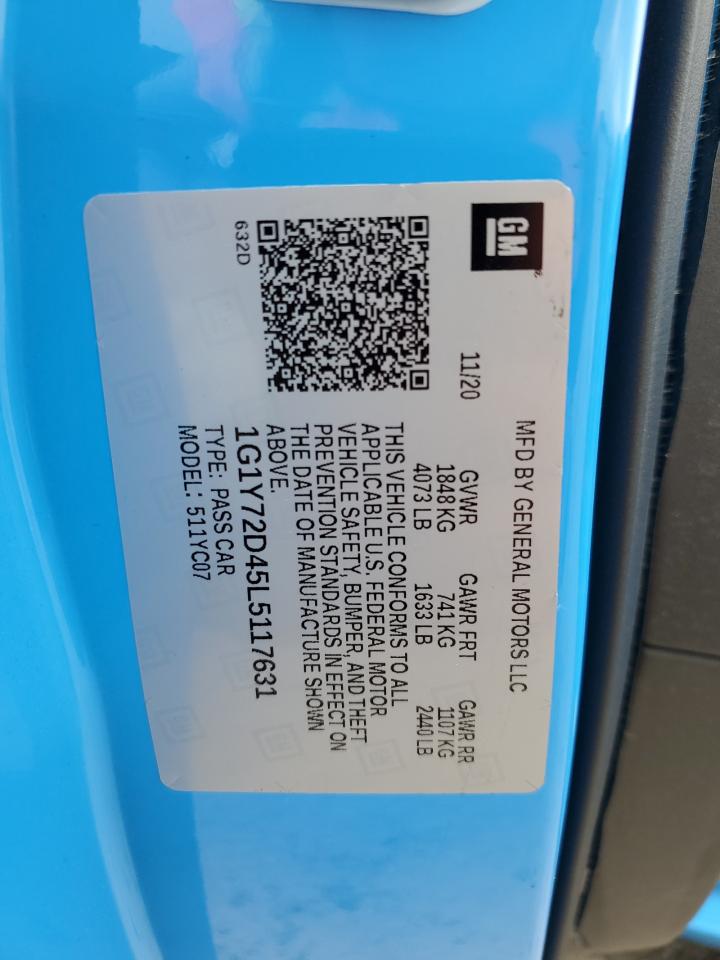 GM
MFD BY GENERAL MOTORS LLC
11/20
GVWR GAWR FRT GAWR RR
1848 KG 741 KG 1107 KG
4073 LB 1633 LB 2440 LB
THIS VEHICLE CONFORMS TO ALL
APPLICABLE U.S. FEDERAL MOTOR
VEHICLE SAFETY, BUMPER, AND THEFT
PREVENTION STANDARDS IN EFFECT ON
THE DATE OF MANUFACTURE SHOWN
ABOVE.
632D
1G1Y72D45L5117631
TYPE: PASS CAR
MODEL: 511YC07